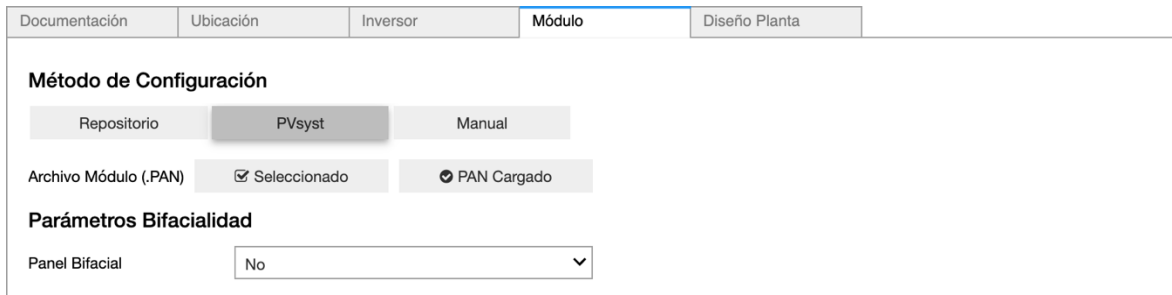 Documentación Ubicación Inversor Módulo Diseño Planta
Método de Configuración
Repositorio PVsyst Manual
Archivo Módulo (.PAN) Seleccionado PAN Cargado
Parámetros Bifacialidad
Panel Bifacial No